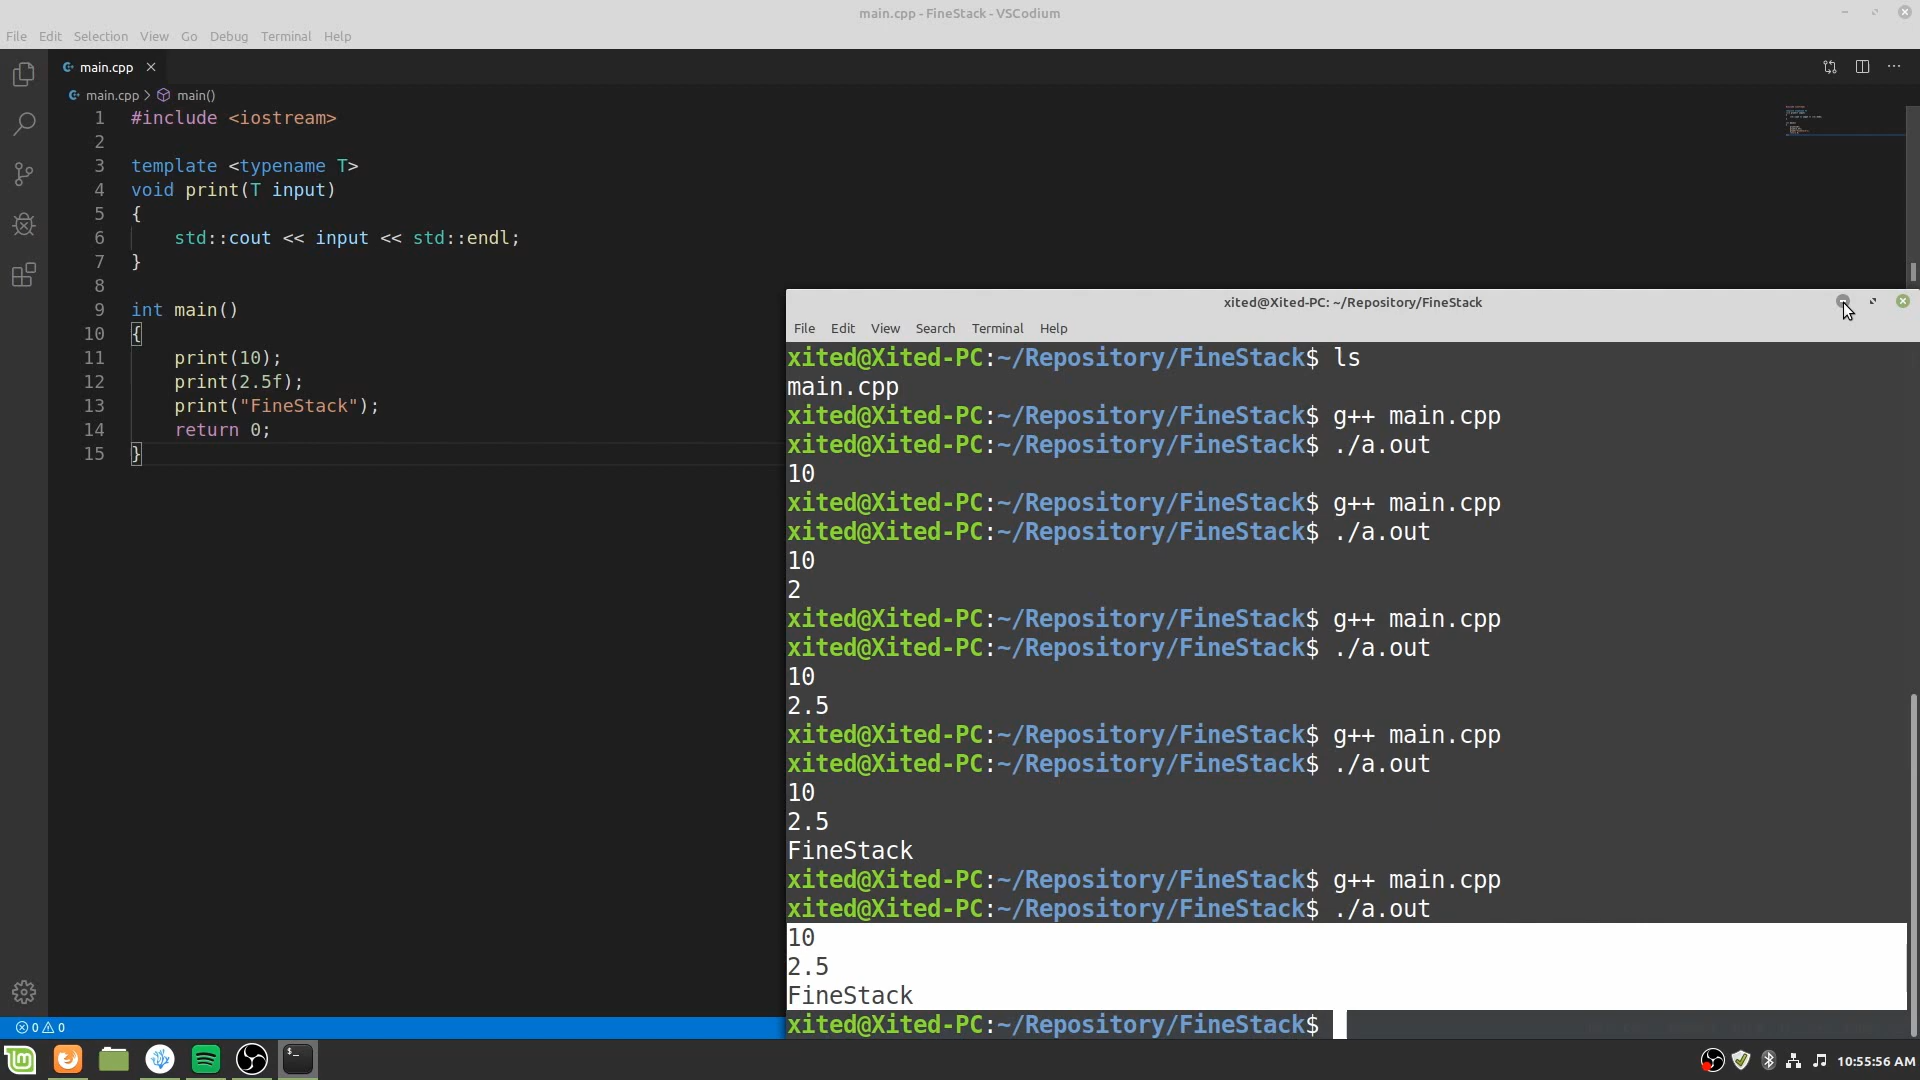 main.cpp - FineStack - VSCodium
File Edit Selection View Go Debug Terminal Help
main.cpp
main.cpp > main()
1 #include <iostream>
2
3 template <typename T>
4 void print(T input)
5 {
6 std::cout << input << std::endl;
7 }
8
9 int main()
10 {
11 print(10);
12 print(2.5f);
13 print("FineStack");
14 return 0;
15 }
xited@Xited-PC: ~/Repository/FineStack
File Edit View Search Terminal Help
xited@Xited-PC:~/Repository/FineStack$ ls
main.cpp
xited@Xited-PC:~/Repository/FineStack$ g++ main.cpp
xited@Xited-PC:~/Repository/FineStack$ ./a.out
10
xited@Xited-PC:~/Repository/FineStack$ g++ main.cpp
xited@Xited-PC:~/Repository/FineStack$ ./a.out
10
2
xited@Xited-PC:~/Repository/FineStack$ g++ main.cpp
xited@Xited-PC:~/Repository/FineStack$ ./a.out
10
2.5
xited@Xited-PC:~/Repository/FineStack$ g++ main.cpp
xited@Xited-PC:~/Repository/FineStack$ ./a.out
10
2.5
FineStack
xited@Xited-PC:~/Repository/FineStack$ g++ main.cpp
xited@Xited-PC:~/Repository/FineStack$ ./a.out
10
2.5
FineStack
xited@Xited-PC:~/Repository/FineStack$
0 0
10:55:56 AM